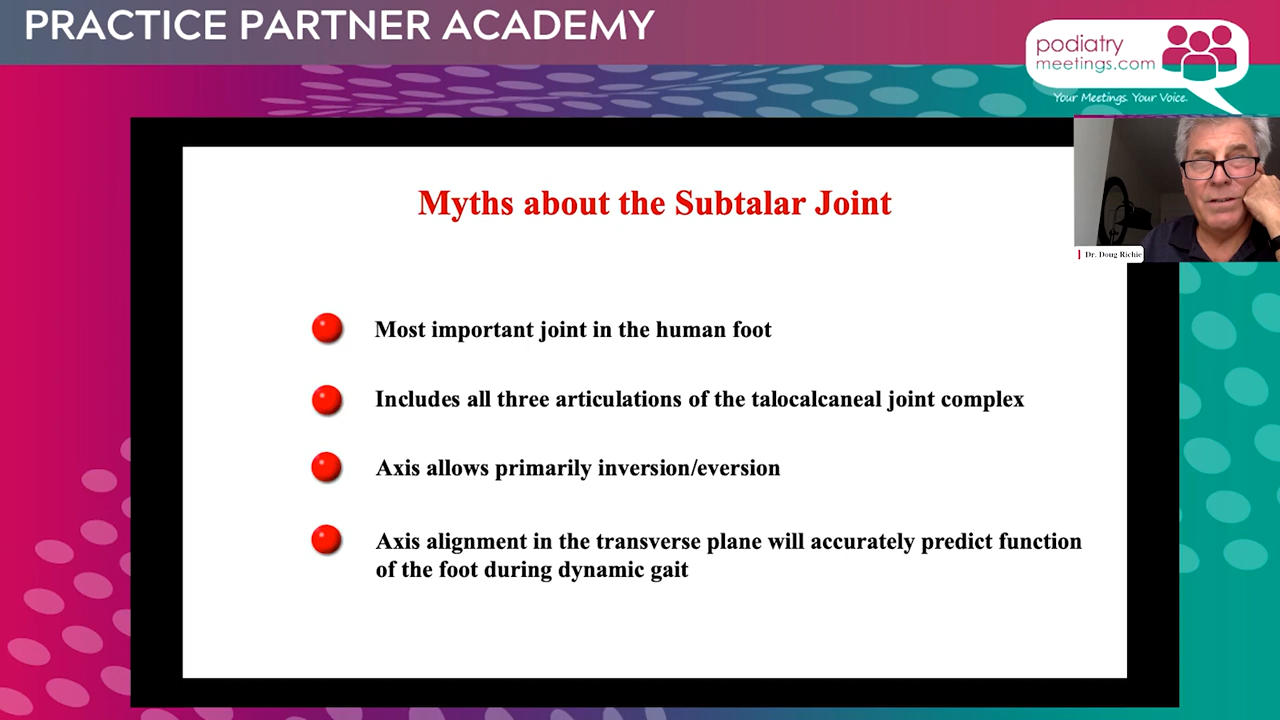 PRACTICE PARTNER ACADEMY
podiatry
meetings.com
Your Meetings. Your Voice.
Dr. Doug Richie
Myths about the Subtalar Joint
Most important joint in the human foot
Includes all three articulations of the talocalcaneal joint complex
Axis allows primarily inversion/eversion
Axis alignment in the transverse plane will accurately predict function
of the foot during dynamic gait